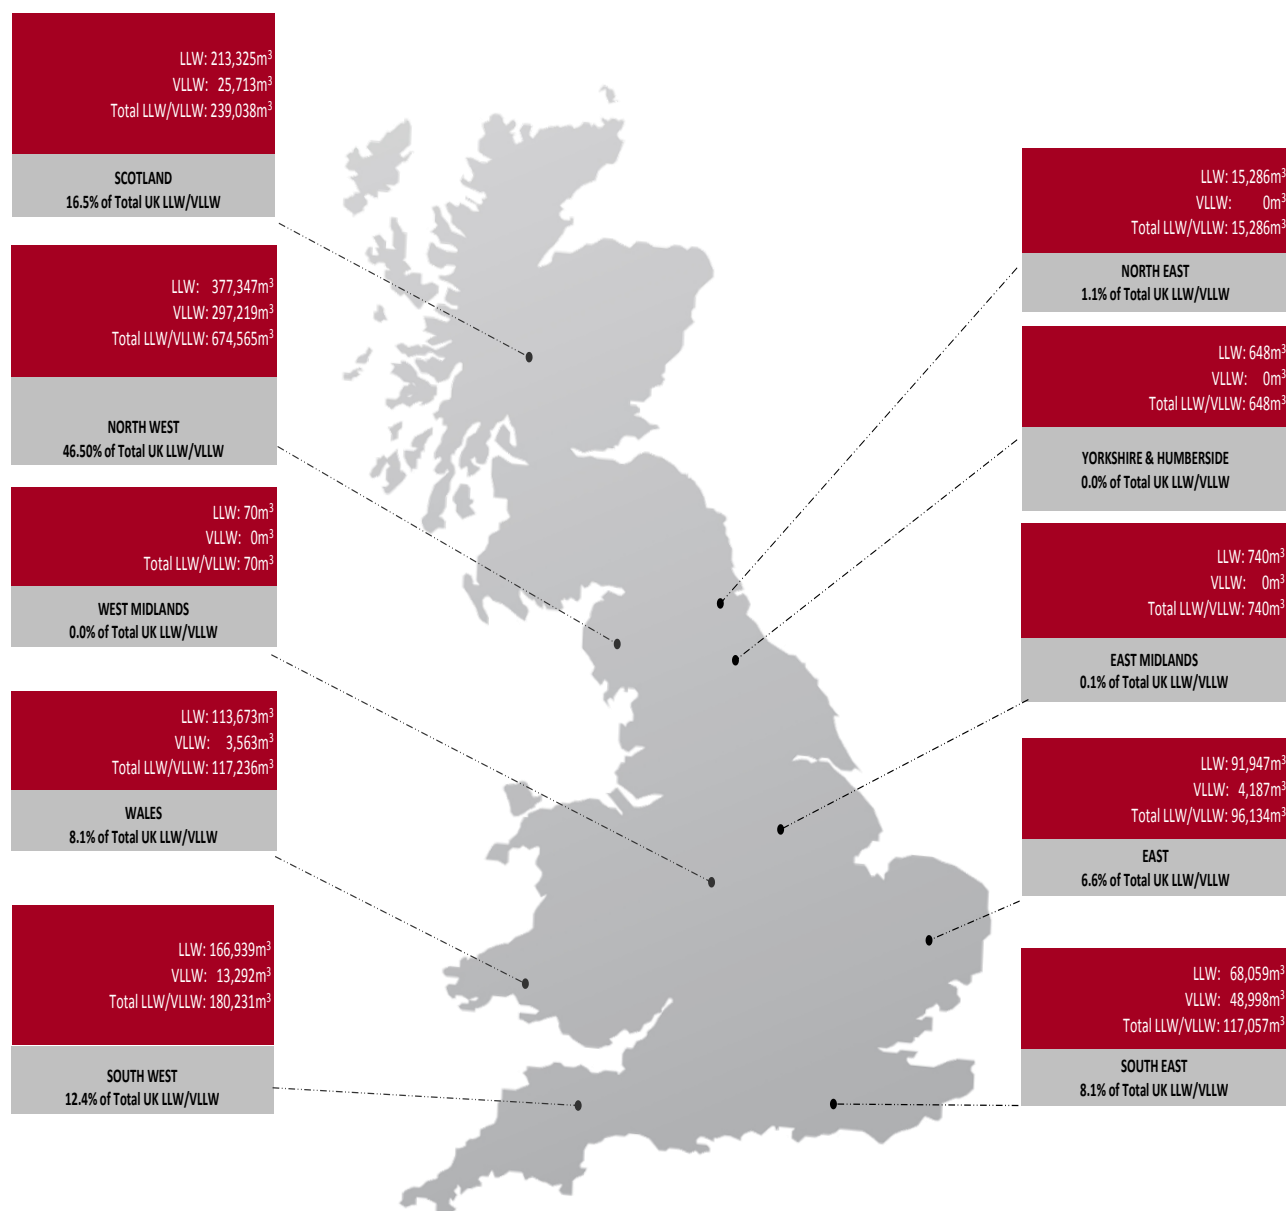 LLW: 213,325m³
VLLW: 25,713m³
Total LLW/VLLW: 239,038m³
SCOTLAND
16.5% of Total UK LLW/VLLW
LLW: 377,347m³
VLLW: 297,219m³
Total LLW/VLLW: 674,565m³
NORTH WEST
46.50% of Total UK LLW/VLLW
LLW: 70m³
VLLW: 0m³
Total LLW/VLLW: 70m³
WEST MIDLANDS
0.0% of Total UK LLW/VLLW
LLW: 113,673m³
VLLW: 3,563m³
Total LLW/VLLW: 117,236m³
WALES
8.1% of Total UK LLW/VLLW
LLW: 166,939m³
VLLW: 13,292m³
Total LLW/VLLW: 180,231m³
SOUTH WEST
12.4% of Total UK LLW/VLLW
LLW: 15,286m³
VLLW: 0m³
Total LLW/VLLW: 15,286m³
NORTH EAST
1.1% of Total UK LLW/VLLW
LLW: 648m³
VLLW: 0m³
Total LLW/VLLW: 648m³
YORKSHIRE & HUMBERSIDE
0.0% of Total UK LLW/VLLW
LLW: 740m³
VLLW: 0m³
Total LLW/VLLW: 740m³
EAST MIDLANDS
0.1% of Total UK LLW/VLLW
LLW: 91,947m³
VLLW: 4,187m³
Total LLW/VLLW: 96,134m³
EAST
6.6% of Total UK LLW/VLLW
LLW: 68,059m³
VLLW: 48,998m³
Total LLW/VLLW: 117,057m³
SOUTH EAST
8.1% of Total UK LLW/VLLW